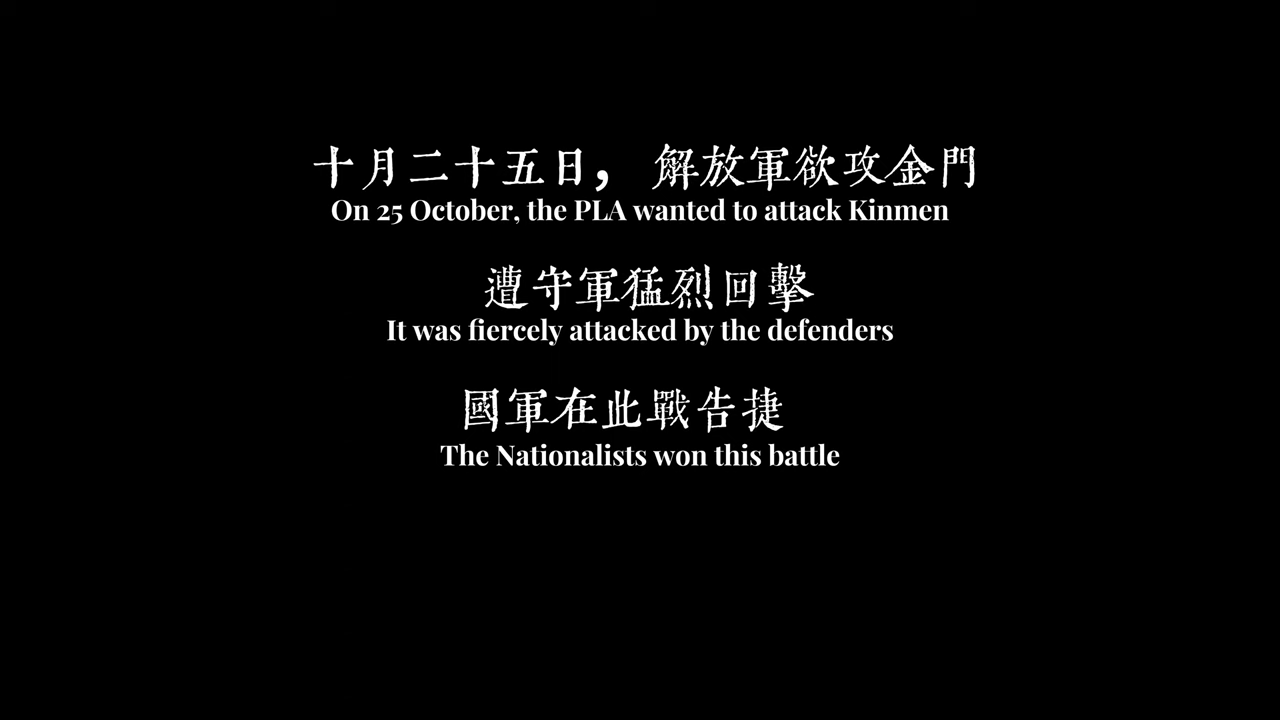 十月二十五日， 解放軍欲攻金門
On 25 October, the PLA wanted to attack Kinmen
遭守軍猛烈回擊
It was fiercely attacked by the defenders
國軍在此戰告捷
The Nationalists won this battle